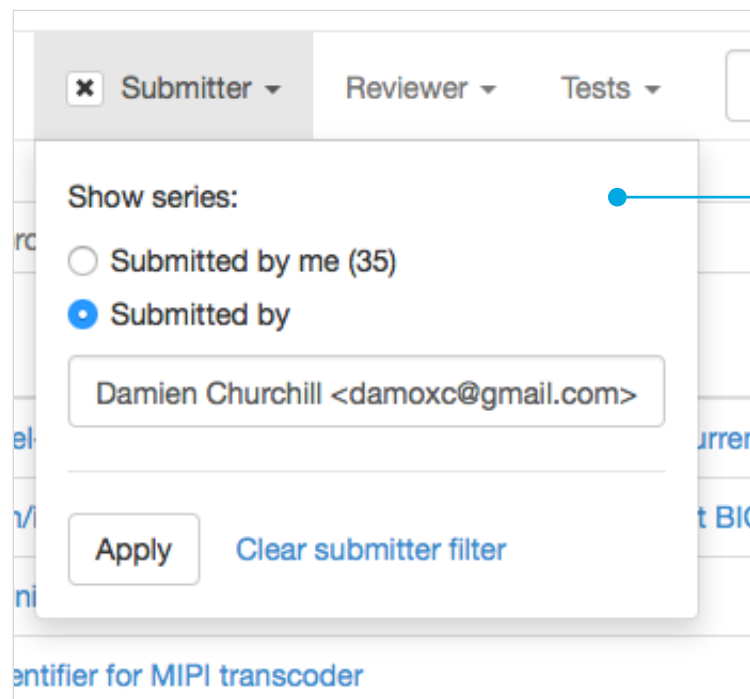 Submitter Reviewer Tests
Show series:
Submitted by me (35)
Submitted by
Damien Churchill <damoxc@gmail.com>
Apply Clear submitter filter
entifier for MIPI transcoder